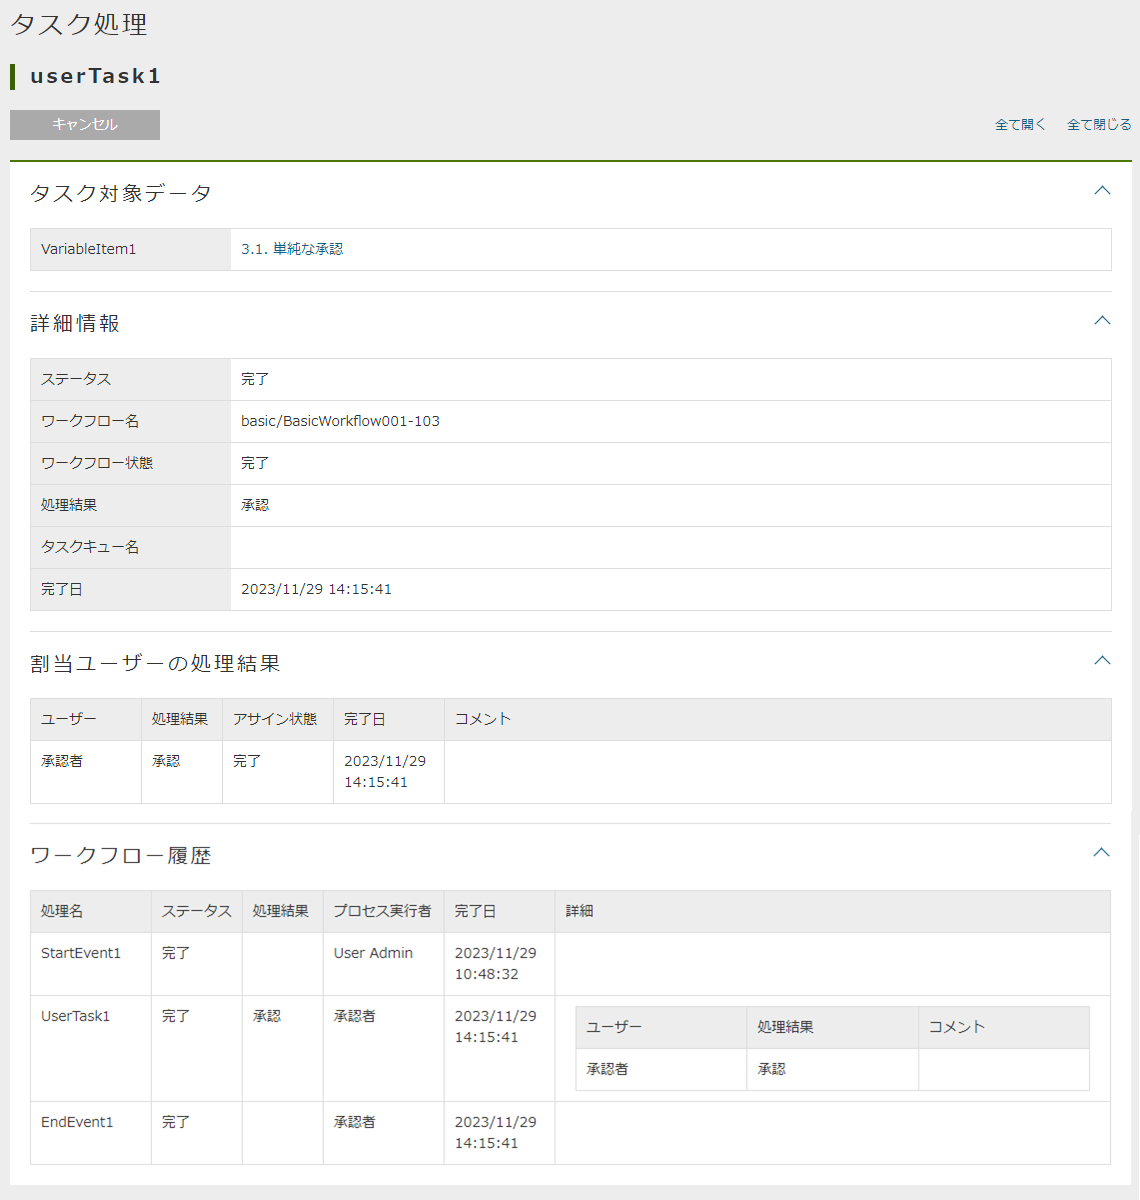 タスク処理
userTask1
キャンセル 全て開く 全て閉じる
タスク対象データ
VariableItem1 3.1. 単純な承認
詳細情報
ステータス 完了
ワークフロー名 basic/BasicWorkflow001-103
ワークフロー状態 完了
処理結果 承認
タスクキュー名
完了日 2023/11/29 14:15:41
割当ユーザーの処理結果
ユーザー 処理結果 アサイン状態 完了日 コメント
承認者 承認 完了 2023/11/29
14:15:41
ワークフロー履歴
処理名 ステータス 処理結果 プロセス実行者 完了日 詳細
StartEvent1 完了 User Admin 2023/11/29
10:48:32
UserTask1 完了 承認 承認者 2023/11/29
14:15:41
ユーザー 処理結果 コメント
承認者 承認
EndEvent1 完了 承認者 2023/11/29
14:15:41